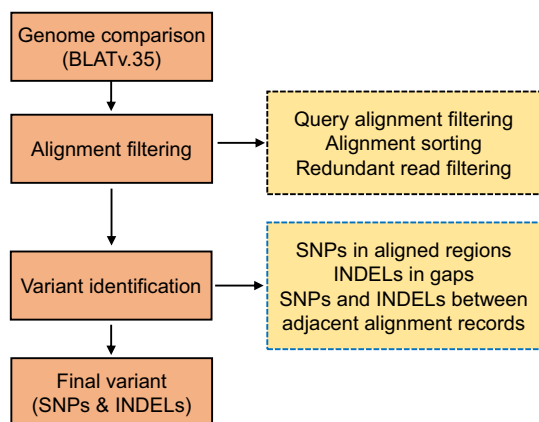 Genome comparison
(BLATv.35)
Alignment filtering
Query alignment filtering
Alignment sorting
Redundant read filtering
Variant identification
SNPs in aligned regions
INDELs in gaps
SNPs and INDELs between
adjacent alignment records
Final variant
(SNPs & INDELs)